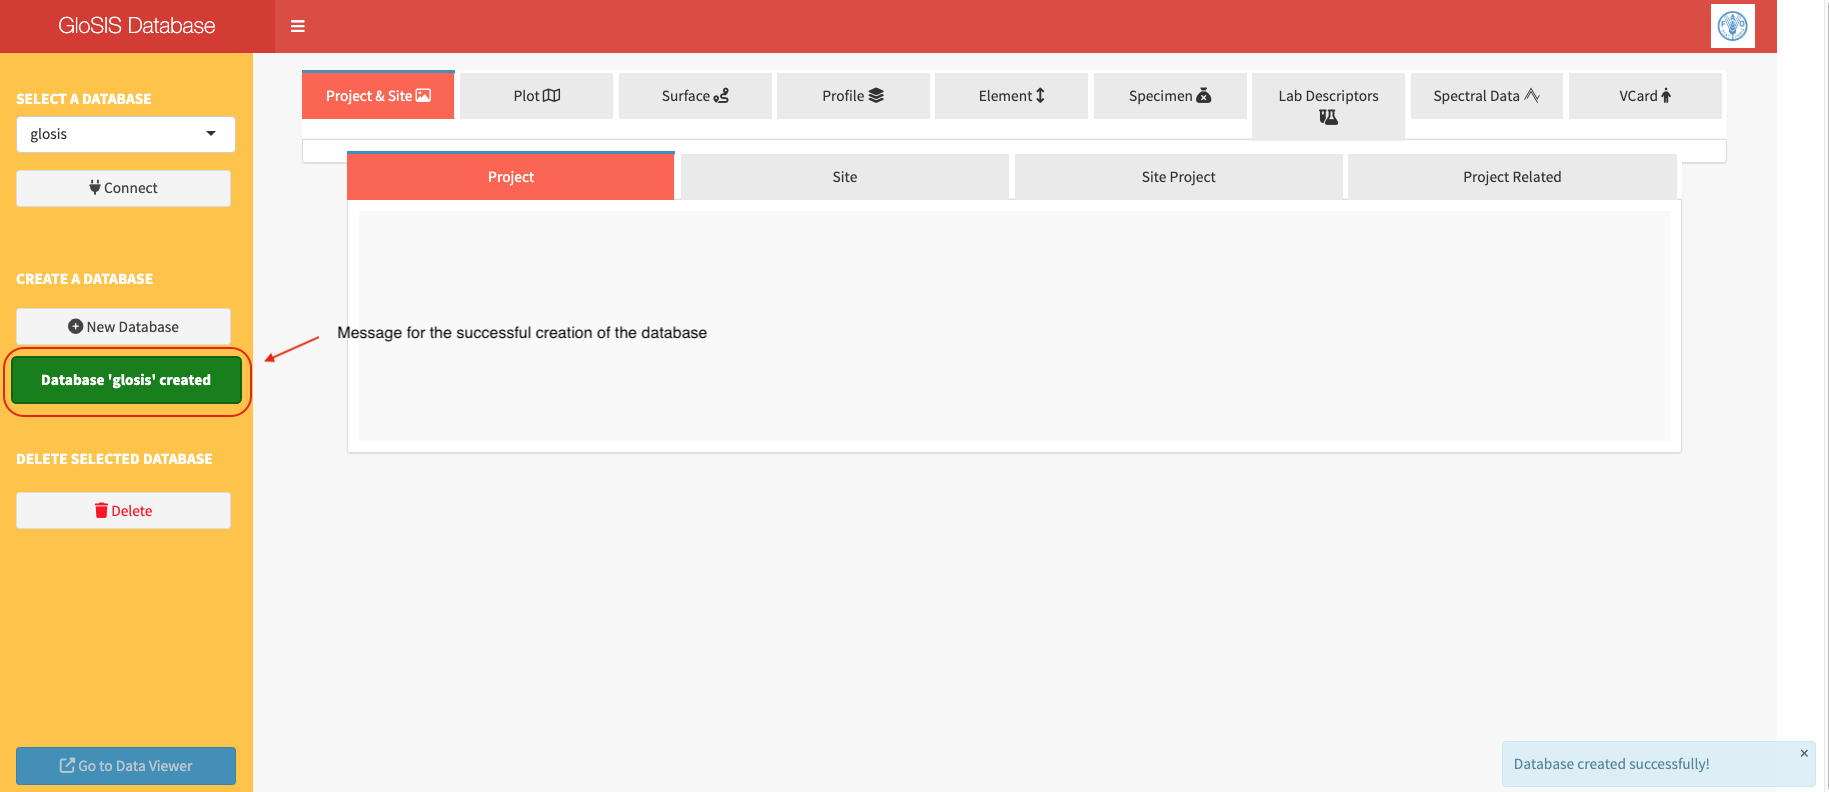 GloSIS Database
SELECT A DATABASE
glosis
Connect
CREATE A DATABASE
New Database
Database 'glosis' created
DELETE SELECTED DATABASE
Delete
Go to Data Viewer
Project & Site
Plot
Surface
Profile
Element
Specimen
Lab Descriptors
Spectral Data
VCard
Project
Site
Site Project
Project Related
Message for the successful creation of the database
Database created successfully!
×